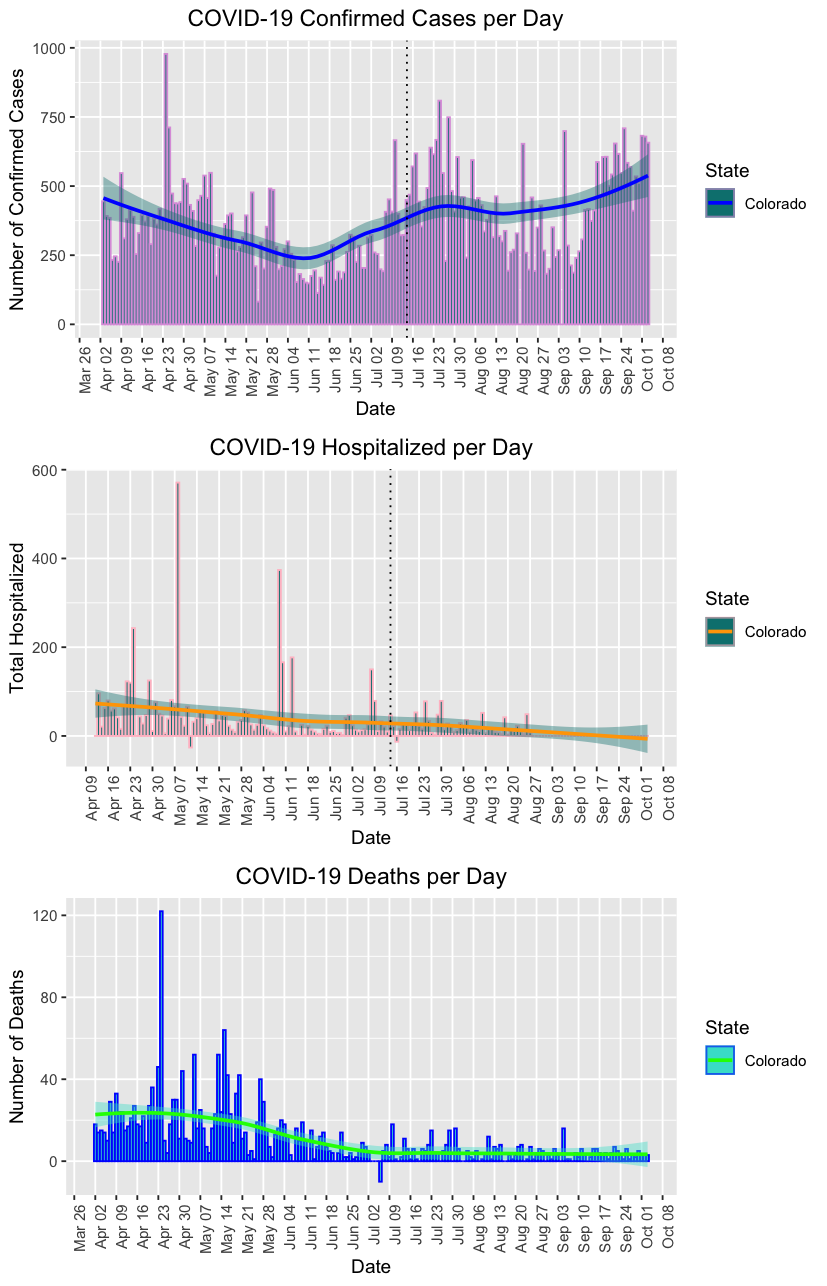 COVID-19 Confirmed Cases per Day
Number of Confirmed Cases
1000
750
500
250
0
Mar 26
Apr 02
Apr 09
Apr 16
Apr 23
Apr 30
May 07
May 14
May 21
May 28
Jun 04
Jun 11
Jun 18
Jun 25
Jul 02
Jul 09
Jul 16
Jul 23
Jul 30
Aug 06
Aug 13
Aug 20
Aug 27
Sep 03
Sep 10
Sep 17
Sep 24
Oct 01
Oct 08
Date
State
Colorado
COVID-19 Hospitalized per Day
Total Hospitalized
600
400
200
0
Apr 09
Apr 16
Apr 23
Apr 30
May 07
May 14
May 21
May 28
Jun 04
Jun 11
Jun 18
Jun 25
Jul 02
Jul 09
Jul 16
Jul 23
Jul 30
Aug 06
Aug 13
Aug 20
Aug 27
Sep 03
Sep 10
Sep 17
Sep 24
Oct 01
Oct 08
Date
State
Colorado
COVID-19 Deaths per Day
Number of Deaths
120
80
40
0
Mar 26
Apr 02
Apr 09
Apr 16
Apr 23
Apr 30
May 07
May 14
May 21
May 28
Jun 04
Jun 11
Jun 18
Jun 25
Jul 02
Jul 09
Jul 16
Jul 23
Jul 30
Aug 06
Aug 13
Aug 20
Aug 27
Sep 03
Sep 10
Sep 17
Sep 24
Oct 01
Oct 08
Date
State
Colorado